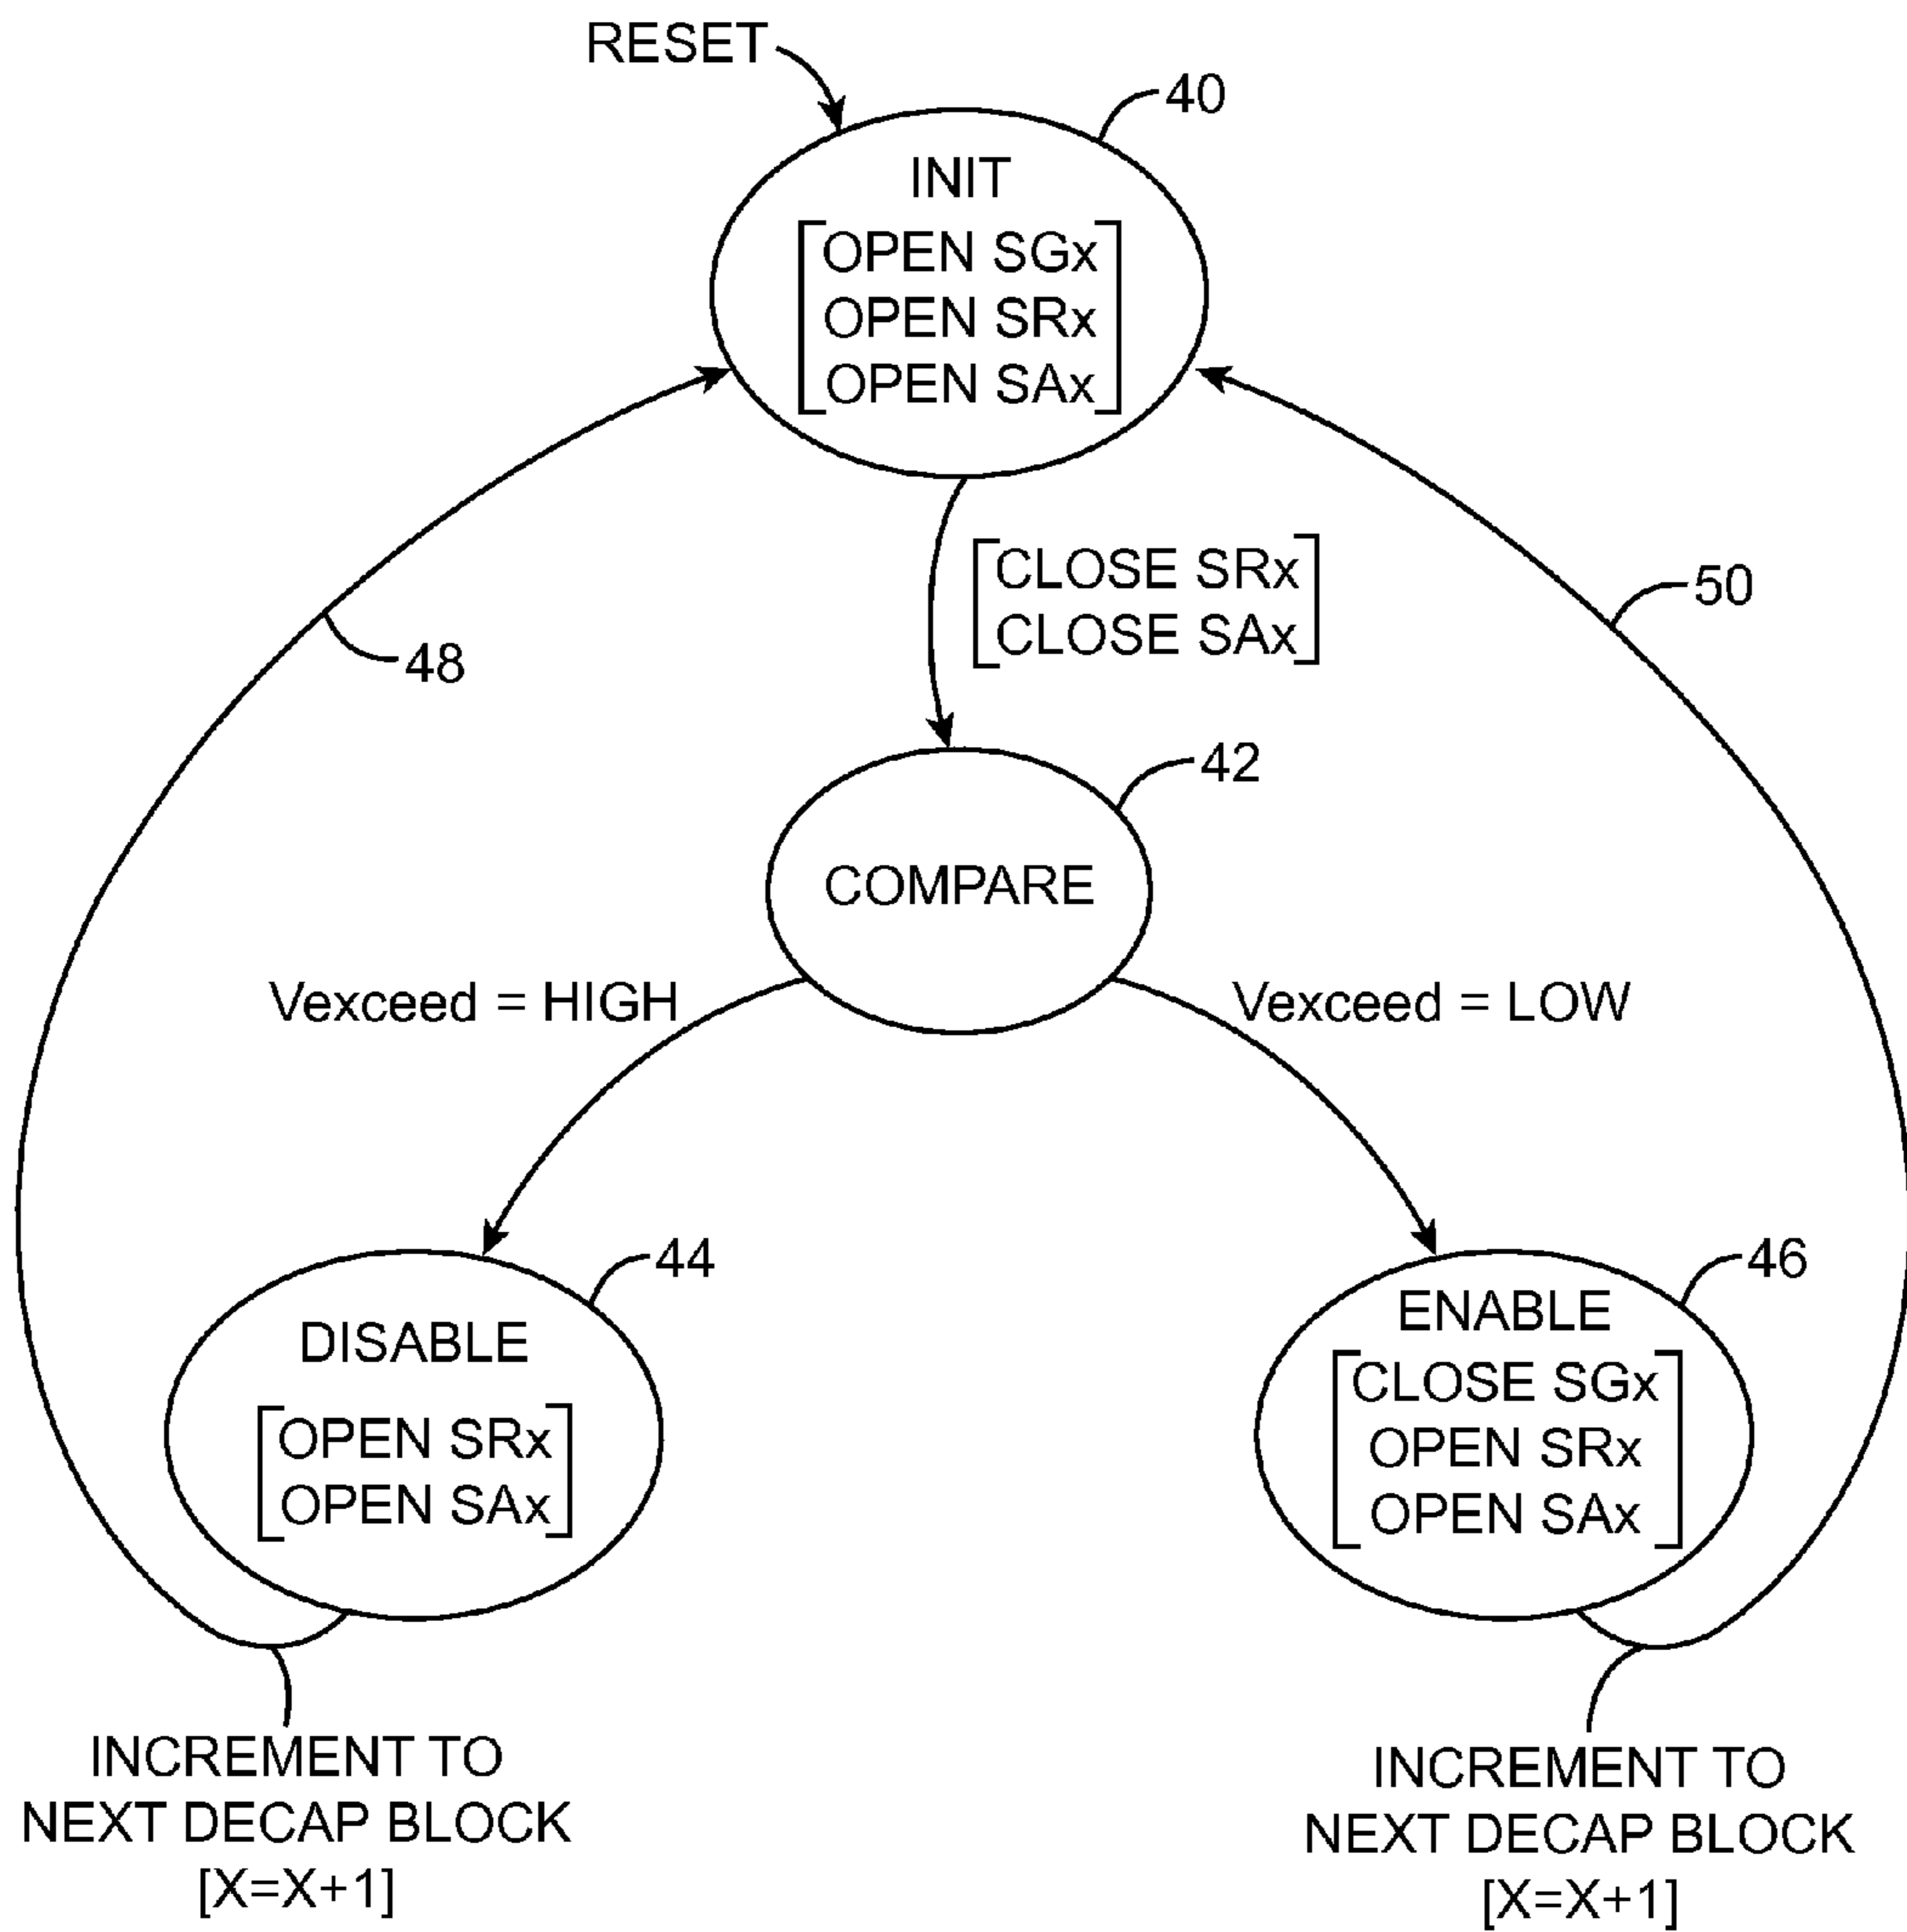 RESET
40
INIT
OPEN SGx
OPEN SRx
OPEN SAx
CLOSE SRx
CLOSE SAx
50
48
42
COMPARE
Vexceed = HIGH
Vexceed = LOW
44
46
DISABLE
OPEN SRx
OPEN SAx
ENABLE
CLOSE SGx
OPEN SRx
OPEN SAx
INCREMENT TO
NEXT DECAP BLOCK
[X=X+1]
INCREMENT TO
NEXT DECAP BLOCK
[X=X+1]